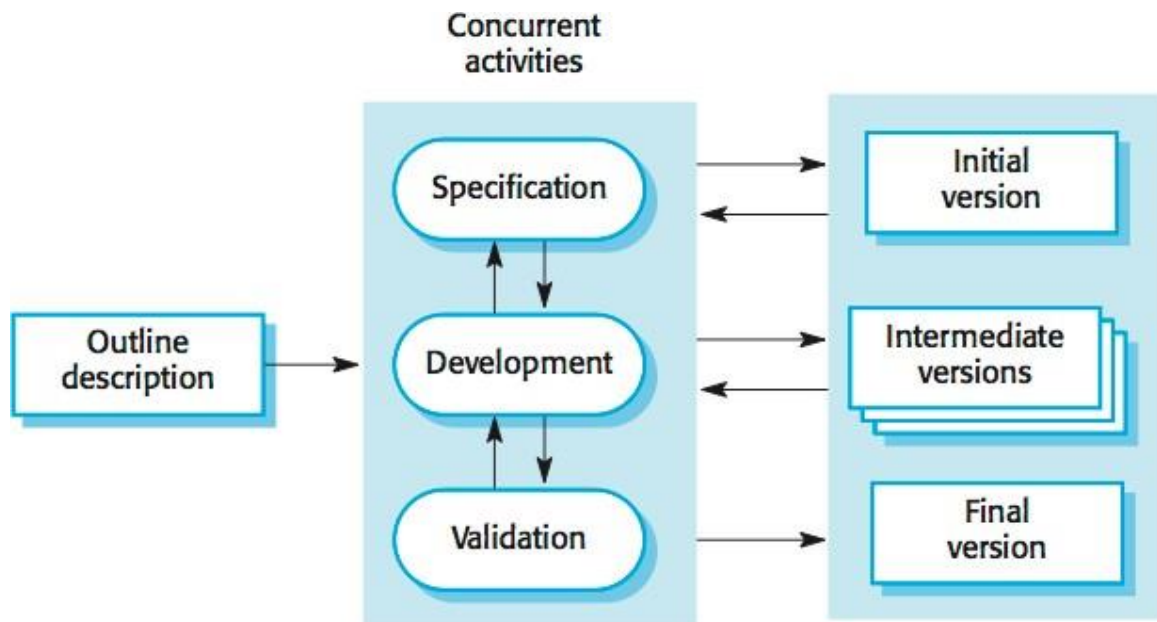 Concurrent
activities
Specification
Initial
version
Outline
description
Development
Intermediate
versions
Validation
Final
version